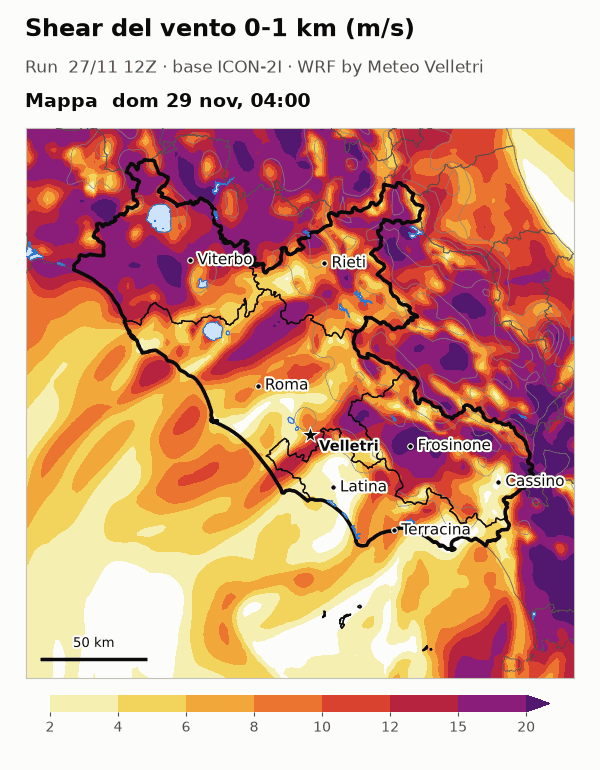 Shear del vento 0-1 km (m/s)
Run  27/11 12Z · base ICON-2I · WRF by Meteo Velletri
Mappa  dom 29 nov, 04:00
Viterbo
Rieti
Roma
Velletri
Frosinone
Cassino
Latina
Terracina
50 km
2 4 6 8 10 12 15 20